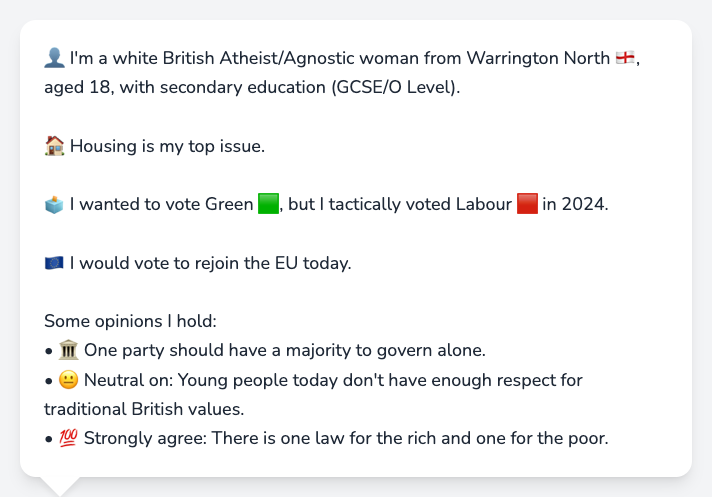 👤 I'm a white British Atheist/Agnostic woman from Warrington North 🏴󠁧󠁢󠁥󠁮󠁧󠁿,
aged 18, with secondary education (GCSE/O Level).
🏠 Housing is my top issue.
🗳️ I wanted to vote Green 🟩, but I tactically voted Labour 🟥 in 2024.
🇪🇺 I would vote to rejoin the EU today.
Some opinions I hold:
• 🏛️ One party should have a majority to govern alone.
• 😐 Neutral on: Young people today don't have enough respect for
traditional British values.
• 💯 Strongly agree: There is one law for the rich and one for the poor.